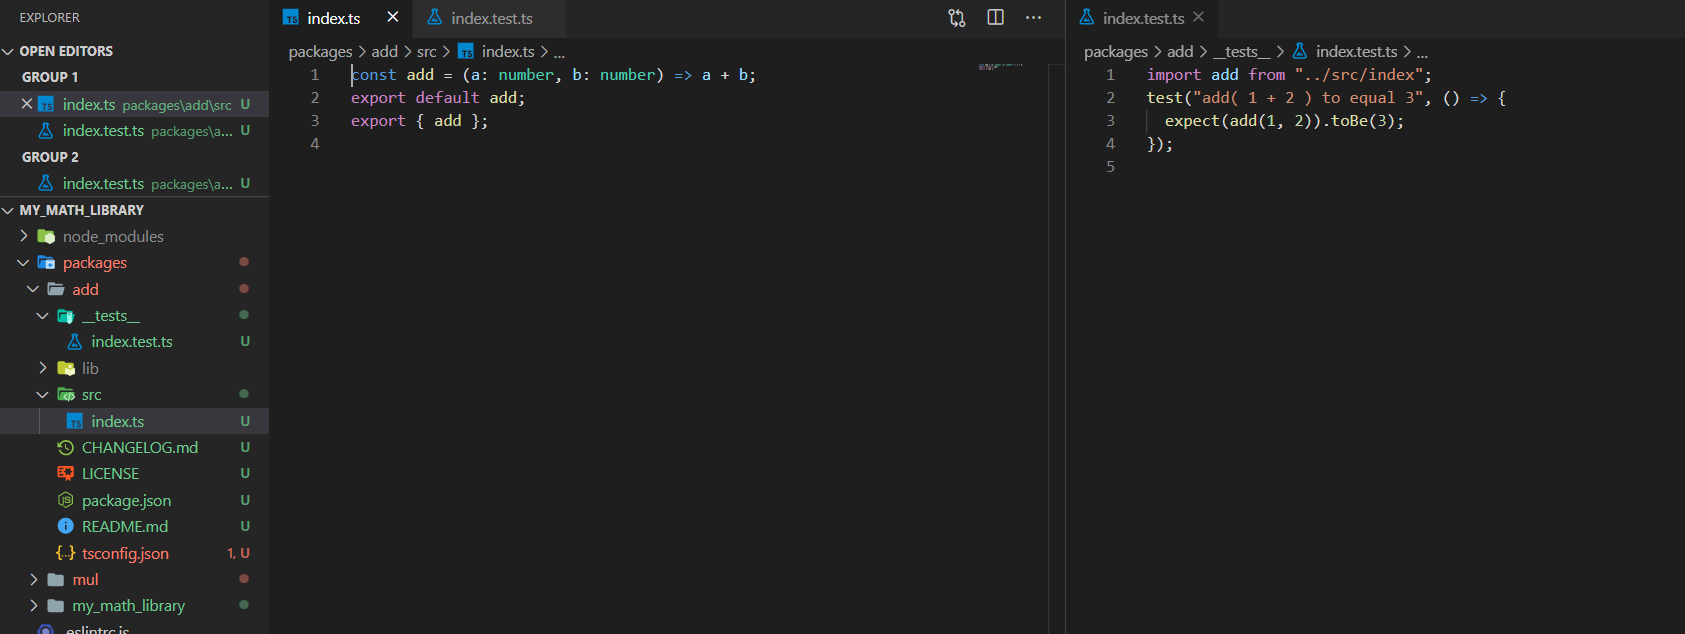 EXPLORER
OPEN EDITORS
GROUP 1
index.ts packages\add\src U
index.test.ts packages\a... U
GROUP 2
index.test.ts packages\a... U
MY_MATH_LIBRARY
node_modules
packages
add
__tests__
index.test.ts U
lib
src
index.ts U
CHANGELOG.md U
LICENSE U
package.json U
README.md U
tsconfig.json 1, U
mul
my_math_library
.eslintrc.js
index.ts
index.test.ts
packages > add > src > TS index.ts > ...
1 const add = (a: number, b: number) => a + b;
2 export default add;
3 export { add };
4
index.test.ts
packages > add > __tests__ > index.test.ts > ...
1 import add from "../src/index";
2 test("add( 1 + 2 ) to equal 3", () => {
3 expect(add(1, 2)).toBe(3);
4 });
5